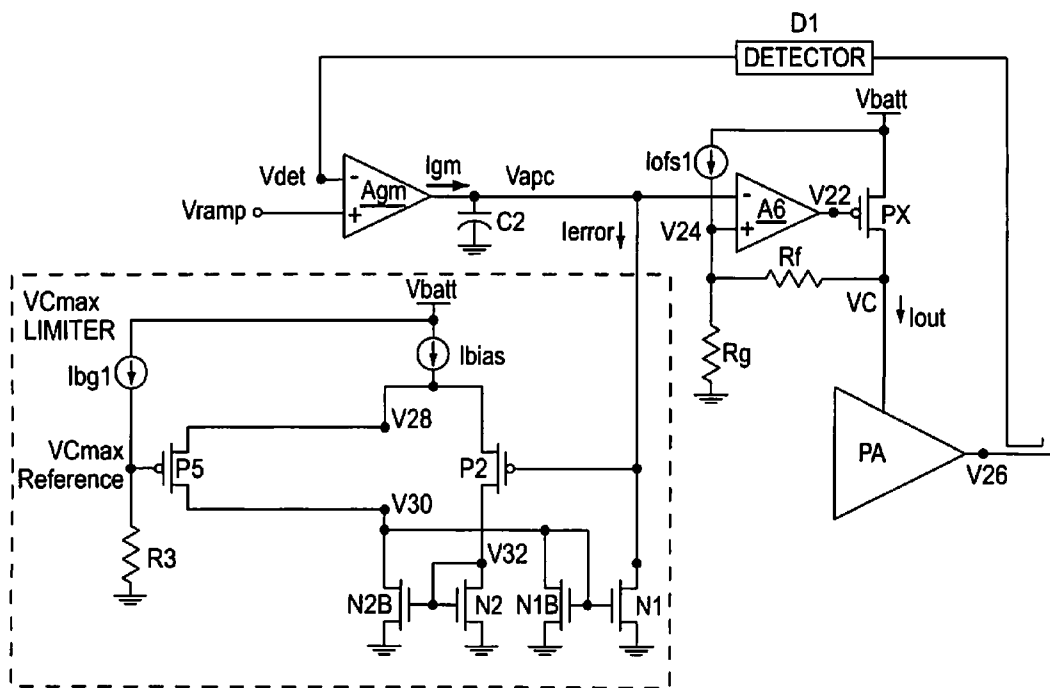 D1
DETECTOR
Vbatt
Iofs1
Vdet
-
Agm
+
Igm
Vapc
Vramp
C2
Ierror
V24
-
A6
+
V22
PX
Rf
VC
Iout
Rg
PA
V26
VCmax
LIMITER
Vbatt
Ibg1
Ibias
V28
VCmax
Reference
P5
P2
V30
R3
V32
N2B
N2
N1B
N1